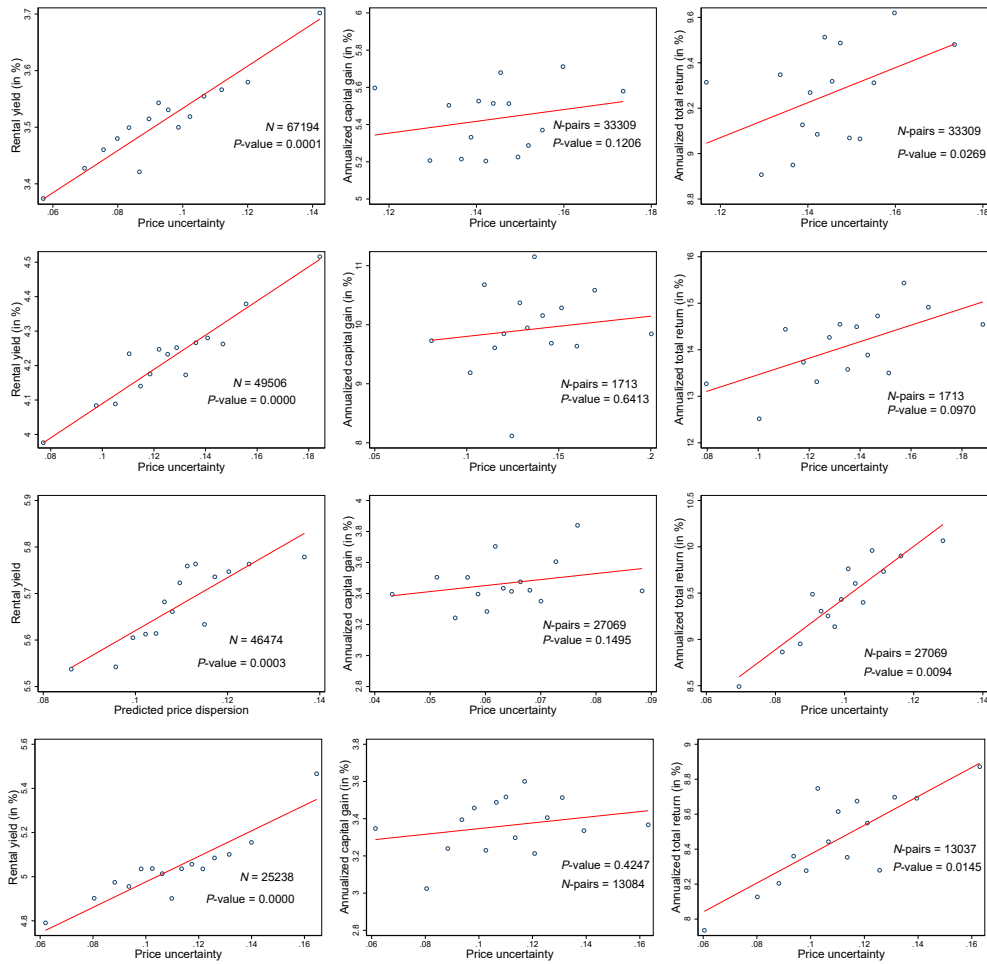 Rental yield (in %)
3.7
3.6
3.5
3.4
N = 67194
P-value = 0.0001
.06 .08 .1 .12 .14
Price uncertainty
Annualized capital gain (in %)
6
5.8
5.6
5.4
5.2
5
N-pairs = 33309
P-value = 0.1206
.12 .14 .16 .18
Price uncertainty
Annualized total return (in %)
9.6
9.4
9.2
9
8.8
N-pairs = 33309
P-value = 0.0269
.12 .14 .16 .18
Price uncertainty
Rental yield (in %)
4.5
4.4
4.3
4.2
4.1
4
N = 49506
P-value = 0.0000
.08 .1 .12 .14 .16 .18
Price uncertainty
Annualized capital gain (in %)
11
10
9
8
N-pairs = 1713
P-value = 0.6413
.05 .1 .15 .2
Price uncertainty
Annualized total return (in %)
16
15
14
13
12
N-pairs = 1713
P-value = 0.0970
.08 .1 .12 .14 .16 .18
Price uncertainty
Rental yield
5.9
5.8
5.7
5.6
5.5
N = 46474
P-value = 0.0003
.1 .12 .14
Predicted price dispersion
Annualized capital gain (in %)
4
3.8
3.6
3.4
3.2
3
2.8
N-pairs = 27069
P-value = 0.1495
.04 .05 .06 .07 .08 .09
Price uncertainty
Annualized total return (in %)
10.5
10
9.5
9
8.5
N-pairs = 27069
P-value = 0.0094
.06 .08 .1 .12 .14
Price uncertainty
Rental yield (in %)
5.6
5.4
5.2
5
4.8
N = 25238
P-value = 0.0000
.06 .08 .1 .12 .14 .16
Price uncertainty
Annualized capital gain (in %)
3.8
3.6
3.4
3.2
3
2.8
P-value = 0.4247
N-pairs = 13084
.06 .08 .1 .12 .14 .16
Price uncertainty
Annualized total return (in %)
9
8.8
8.6
8.4
8.2
8
N-pairs = 13037
P-value = 0.0145
.06 .08 .1 .12 .14 .16
Price uncertainty